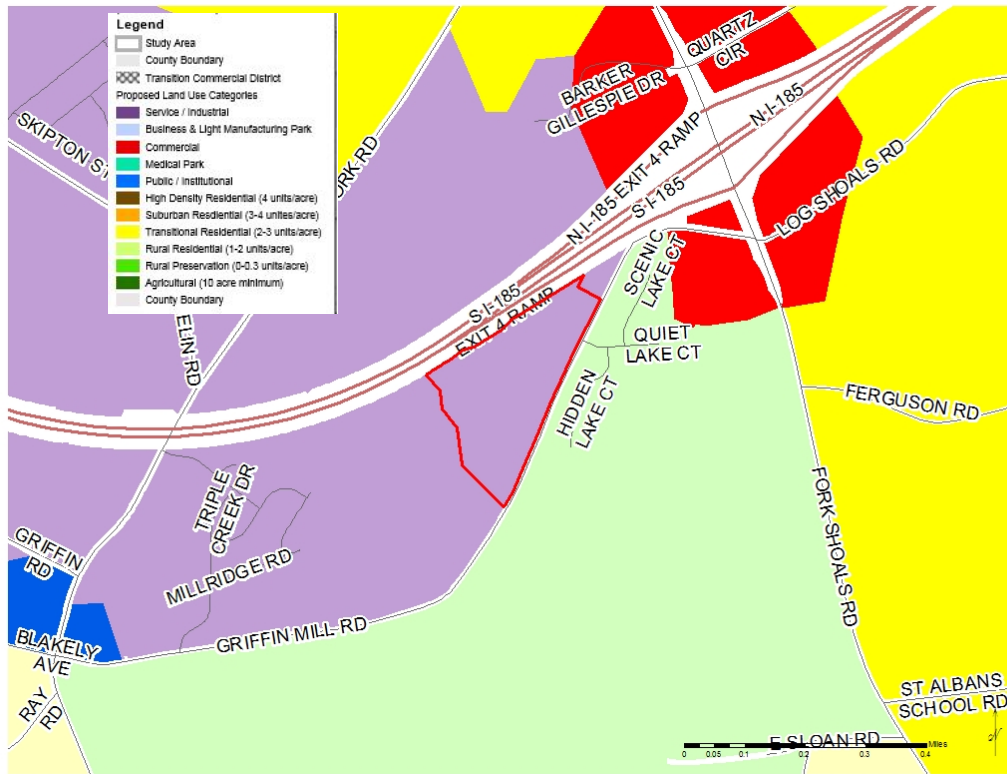 Legend
Study Area
County Boundary
Transition Commercial District
Proposed Land Use Categories
Service / Industrial
Business & Light Manufacturing Park
Commercial
Medical Park
Public / Institutional
High Density Residential (4 units/acre)
Suburban Resdiential (3-4 unites/acre)
Transitional Residential (2-3 units/acre)
Rural Residential (1-2 units/acre)
Rural Preservation (0-0.3 units/acre)
Agricultural (10 acre minimum)
County Boundary
QUARTZ
CIR
BARKER
GILLESPIE DR
SKIPTON ST
ORK RD
N-I-185
N-I-185 EXIT 4 RAMP
S I-185
LOG SHOALS RD
SCENIC
LAKE CT
S I-185
EXIT 4 RAMP
QUIET
LAKE CT
ELIN RD
HIDDEN
LAKE CT
FERGUSON RD
TRIPLE
CREEK DR
FORK SHOALS RD
GRIFFIN
RD
MILLRIDGE RD
GRIFFIN MILL RD
BLAKELY
AVE
RAY
RD
ST ALBANS
SCHOOL RD
E SLOAN RD
Miles
0 0.05 0.1 0.2 0.3 0.4
N